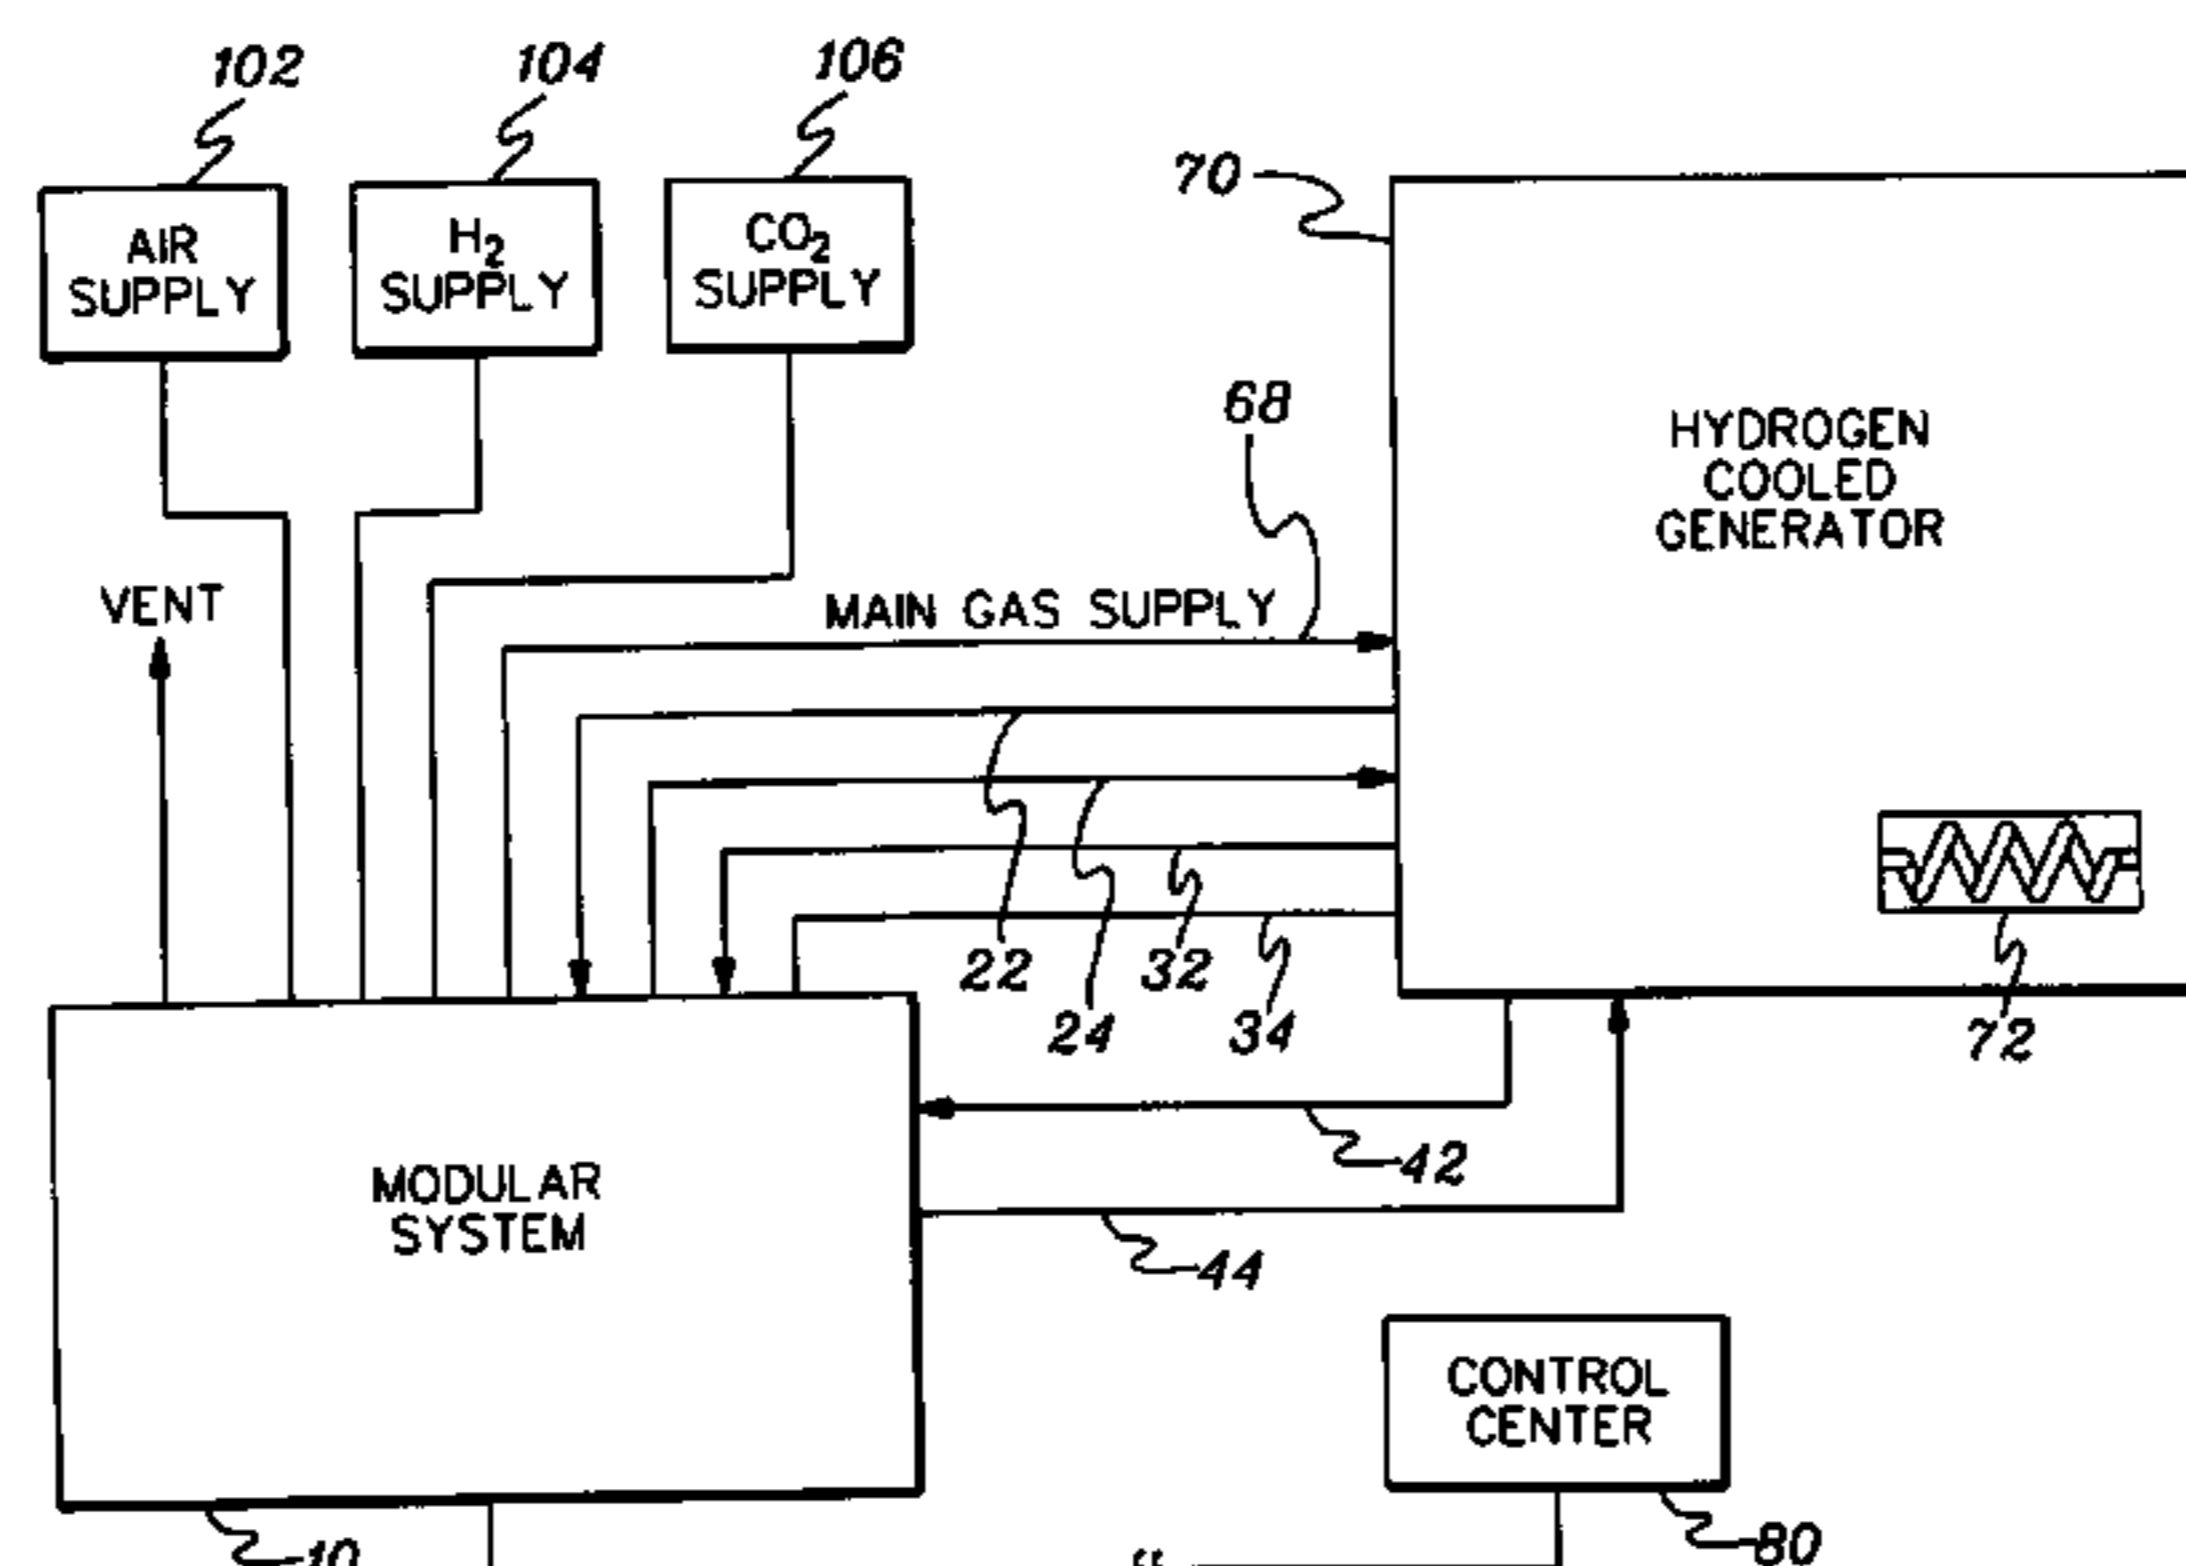 102
104
106
AIR
SUPPLY
H2
SUPPLY
CO2
SUPPLY
70
68
HYDROGEN
COOLED
GENERATOR
VENT
MAIN GAS SUPPLY
22
24
32
34
72
42
44
MODULAR
SYSTEM
CONTROL
CENTER
10
80